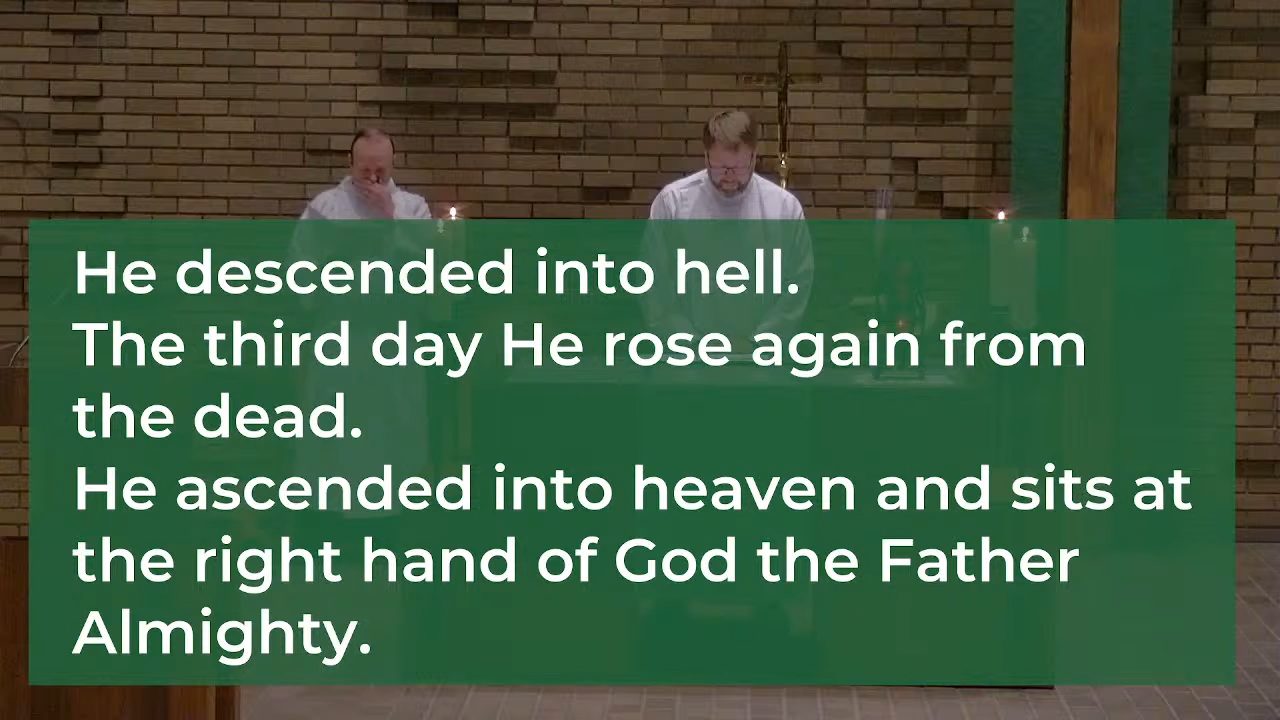 He descended into hell.
The third day He rose again from
the dead.
He ascended into heaven and sits at
the right hand of God the Father
Almighty.